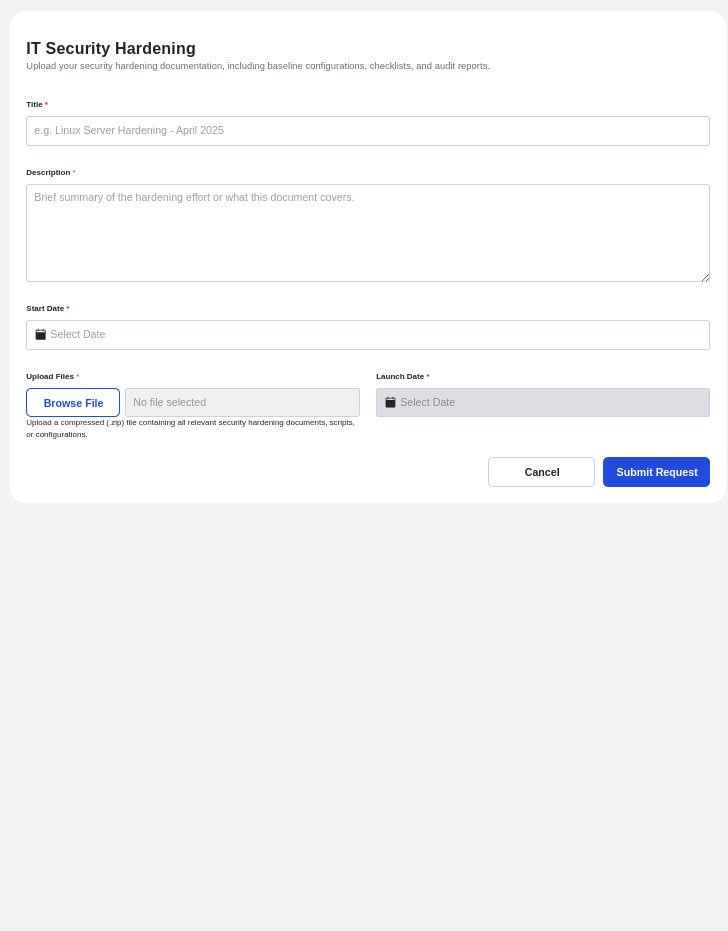 IT Security Hardening
Upload your security hardening documentation, including baseline configurations, checklists, and audit reports.
Title *
e.g. Linux Server Hardening - April 2025
Description *
Brief summary of the hardening effort or what this document covers.
Start Date *
Select Date
Upload Files *
Browse File
No file selected
Upload a compressed (.zip) file containing all relevant security hardening documents, scripts,
or configurations.
Launch Date *
Select Date
Cancel
Submit Request